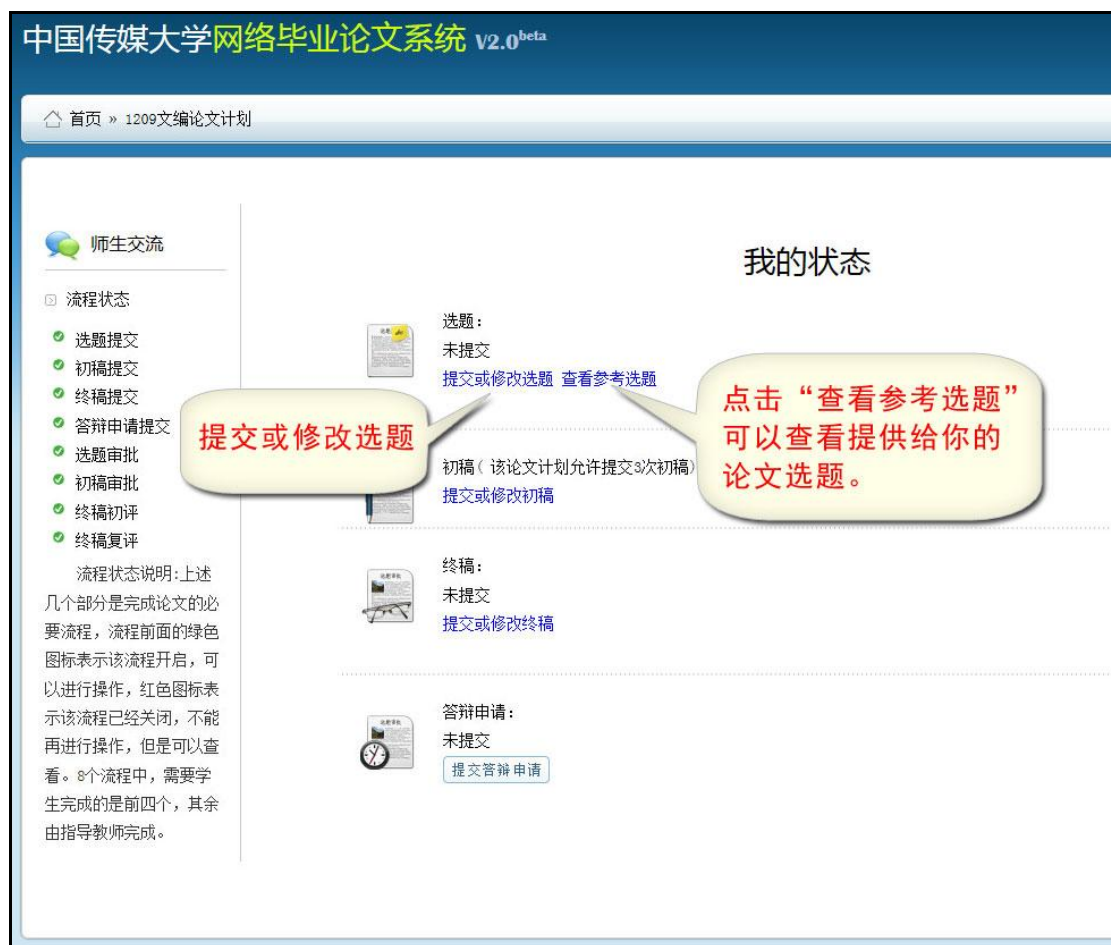 中国传媒大学网络毕业论文系统 V2.0beta
首页 » 1209文编论文计划
师生交流
流程状态
选题提交
初稿提交
终稿提交
答辩申请提交
选题审批
初稿审批
终稿初评
终稿复评
流程状态说明:上述
几个部分是完成论文的必
要流程，流程前面的绿色
图标表示该流程开启，可
以进行操作，红色图标表
示该流程已经关闭，不能
再进行操作，但是可以查
看。8个流程中，需要学
生完成的是前四个，其余
由指导教师完成。
我的状态
选题：
未提交
提交或修改选题 查看参考选题
提交或修改选题
点击“查看参考选题”
可以查看提供给你的
论文选题。
初稿( 该论文计划允许提交3次初稿)
提交或修改初稿
终稿：
未提交
提交或修改终稿
答辩申请：
未提交
提交答辩申请